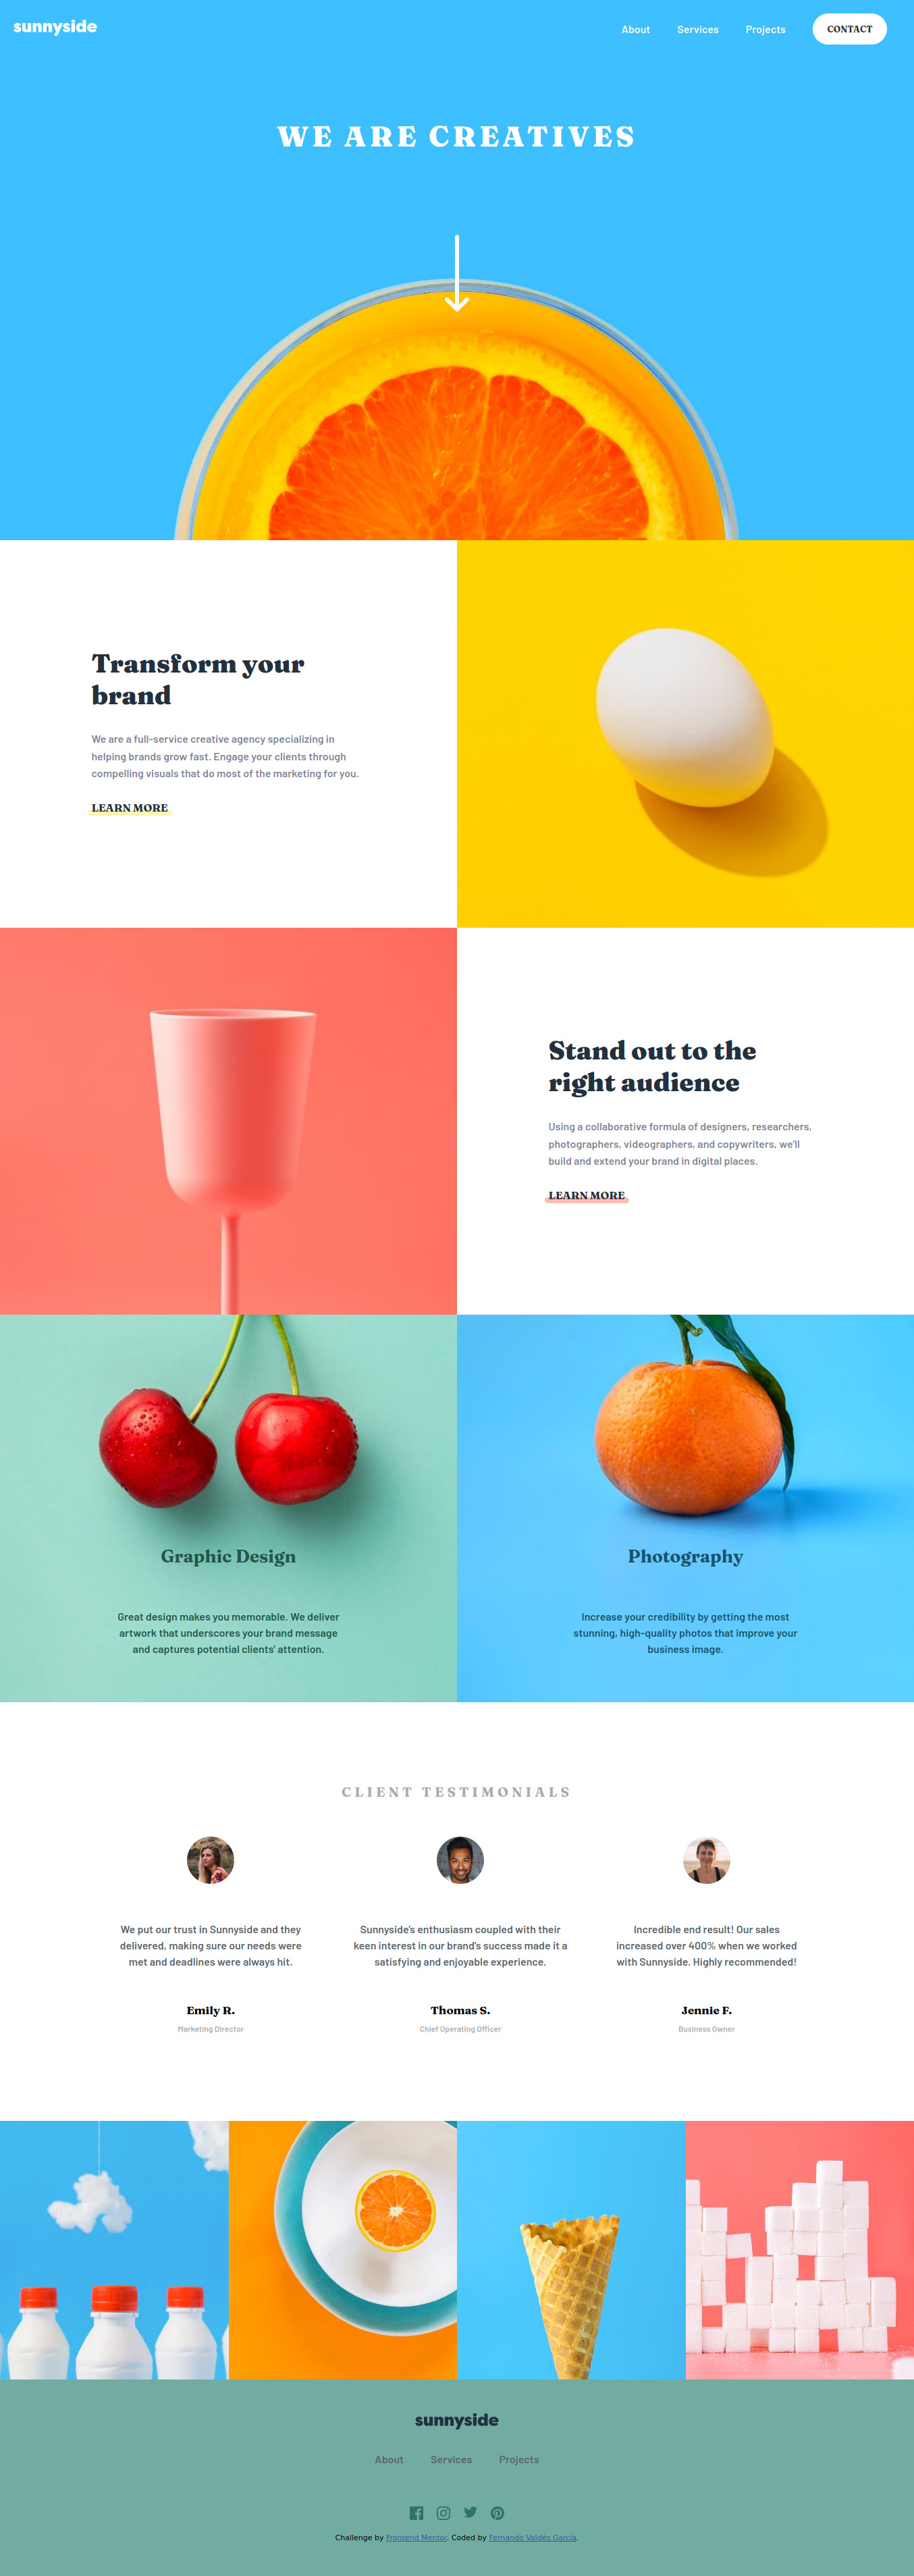 sunnyside
About Services Projects CONTACT
WE ARE CREATIVES
Transform your
brand
We are a full-service creative agency specializing in
helping brands grow fast. Engage your clients through
compelling visuals that do most of the marketing for you.
LEARN MORE
Stand out to the
right audience
Using a collaborative formula of designers, researchers,
photographers, videographers, and copywriters, we'll
build and extend your brand in digital places.
LEARN MORE
Graphic Design
Great design makes you memorable. We deliver
artwork that underscores your brand message
and captures potential clients' attention.
Photography
Increase your credibility by getting the most
stunning, high-quality photos that improve your
business image.
CLIENT TESTIMONIALS
We put our trust in Sunnyside and they
delivered, making sure our needs were
met and deadlines were always hit.
Emily R.
Marketing Director
Sunnyside's enthusiasm coupled with their
keen interest in our brand's success made it a
satisfying and enjoyable experience.
Thomas S.
Chief Operating Officer
Incredible end result! Our sales
increased over 400% when we worked
with Sunnyside. Highly recommended!
Jennie F.
Business Owner
sunnyside
About Services Projects
Challenge by Frontend Mentor. Coded by Fernando Valdés García.